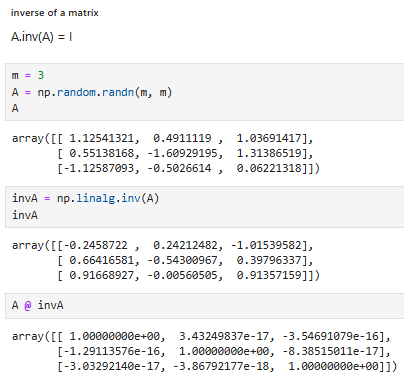 inverse of a matrix
A.inv(A) = I
m = 3
A = np.random.randn(m, m)
A
array([[ 1.12541321,  0.4911119 ,  1.03691417],
       [ 0.55138168, -1.60929195,  1.31386519],
       [-1.12587093, -0.5026614 ,  0.06221318]])
invA = np.linalg.inv(A)
invA
array([[-0.2458722 ,  0.24212482, -1.01539582],
       [ 0.66416581, -0.54300967,  0.39796337],
       [ 0.91668927, -0.00560505,  0.91357159]])
A @ invA
array([[ 1.00000000e+00,  3.43249837e-17, -3.54691079e-16],
       [-1.29113576e-16,  1.00000000e+00, -8.38515011e-17],
       [-3.03292140e-17, -3.86792177e-18,  1.00000000e+00]])